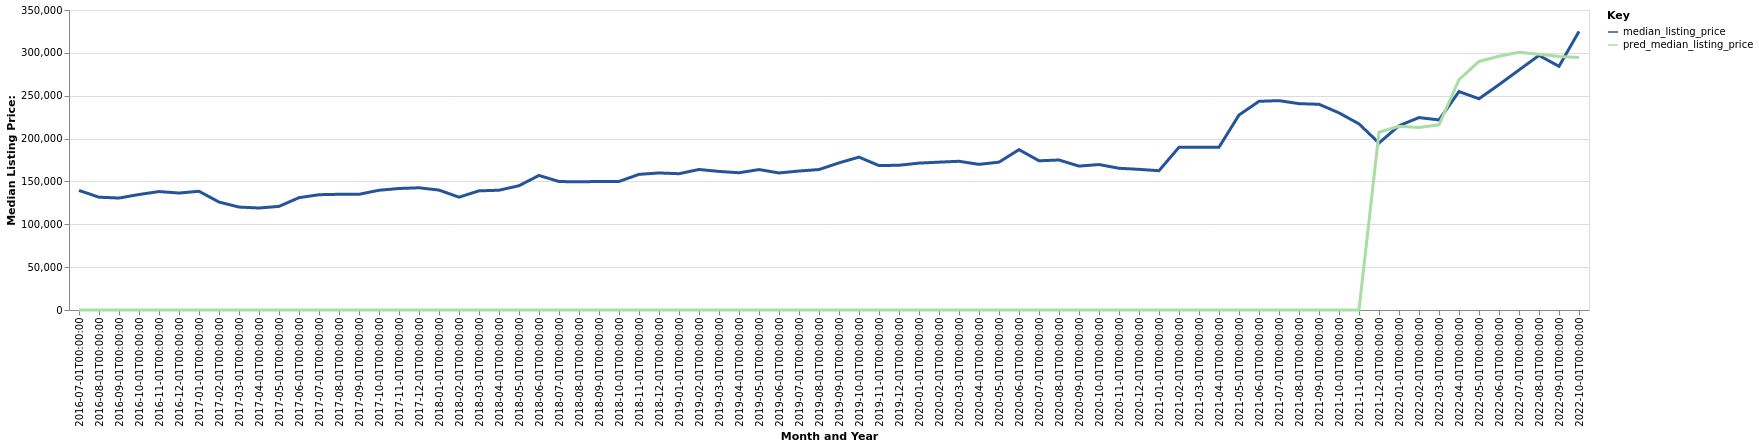 350,000
300,000
250,000
200,000
150,000
100,000
50,000
0
Median Listing Price:
2016-07-01T00:00:00
2016-08-01T00:00:00
2016-09-01T00:00:00
2016-10-01T00:00:00
2016-11-01T00:00:00
2016-12-01T00:00:00
2017-01-01T00:00:00
2017-02-01T00:00:00
2017-03-01T00:00:00
2017-04-01T00:00:00
2017-05-01T00:00:00
2017-06-01T00:00:00
2017-07-01T00:00:00
2017-08-01T00:00:00
2017-09-01T00:00:00
2017-10-01T00:00:00
2017-11-01T00:00:00
2017-12-01T00:00:00
2018-01-01T00:00:00
2018-02-01T00:00:00
2018-03-01T00:00:00
2018-04-01T00:00:00
2018-05-01T00:00:00
2018-06-01T00:00:00
2018-07-01T00:00:00
2018-08-01T00:00:00
2018-09-01T00:00:00
2018-10-01T00:00:00
2018-11-01T00:00:00
2018-12-01T00:00:00
2019-01-01T00:00:00
2019-02-01T00:00:00
2019-03-01T00:00:00
2019-04-01T00:00:00
2019-05-01T00:00:00
2019-06-01T00:00:00
2019-07-01T00:00:00
2019-08-01T00:00:00
2019-09-01T00:00:00
2019-10-01T00:00:00
2019-11-01T00:00:00
2019-12-01T00:00:00
2020-01-01T00:00:00
2020-02-01T00:00:00
2020-03-01T00:00:00
2020-04-01T00:00:00
2020-05-01T00:00:00
2020-06-01T00:00:00
2020-07-01T00:00:00
2020-08-01T00:00:00
2020-09-01T00:00:00
2020-10-01T00:00:00
2020-11-01T00:00:00
2020-12-01T00:00:00
2021-01-01T00:00:00
2021-02-01T00:00:00
2021-03-01T00:00:00
2021-04-01T00:00:00
2021-05-01T00:00:00
2021-06-01T00:00:00
2021-07-01T00:00:00
2021-08-01T00:00:00
2021-09-01T00:00:00
2021-10-01T00:00:00
2021-11-01T00:00:00
2021-12-01T00:00:00
2022-01-01T00:00:00
2022-02-01T00:00:00
2022-03-01T00:00:00
2022-04-01T00:00:00
2022-05-01T00:00:00
2022-06-01T00:00:00
2022-07-01T00:00:00
2022-08-01T00:00:00
2022-09-01T00:00:00
2022-10-01T00:00:00
Month and Year
Key
median_listing_price
pred_median_listing_price